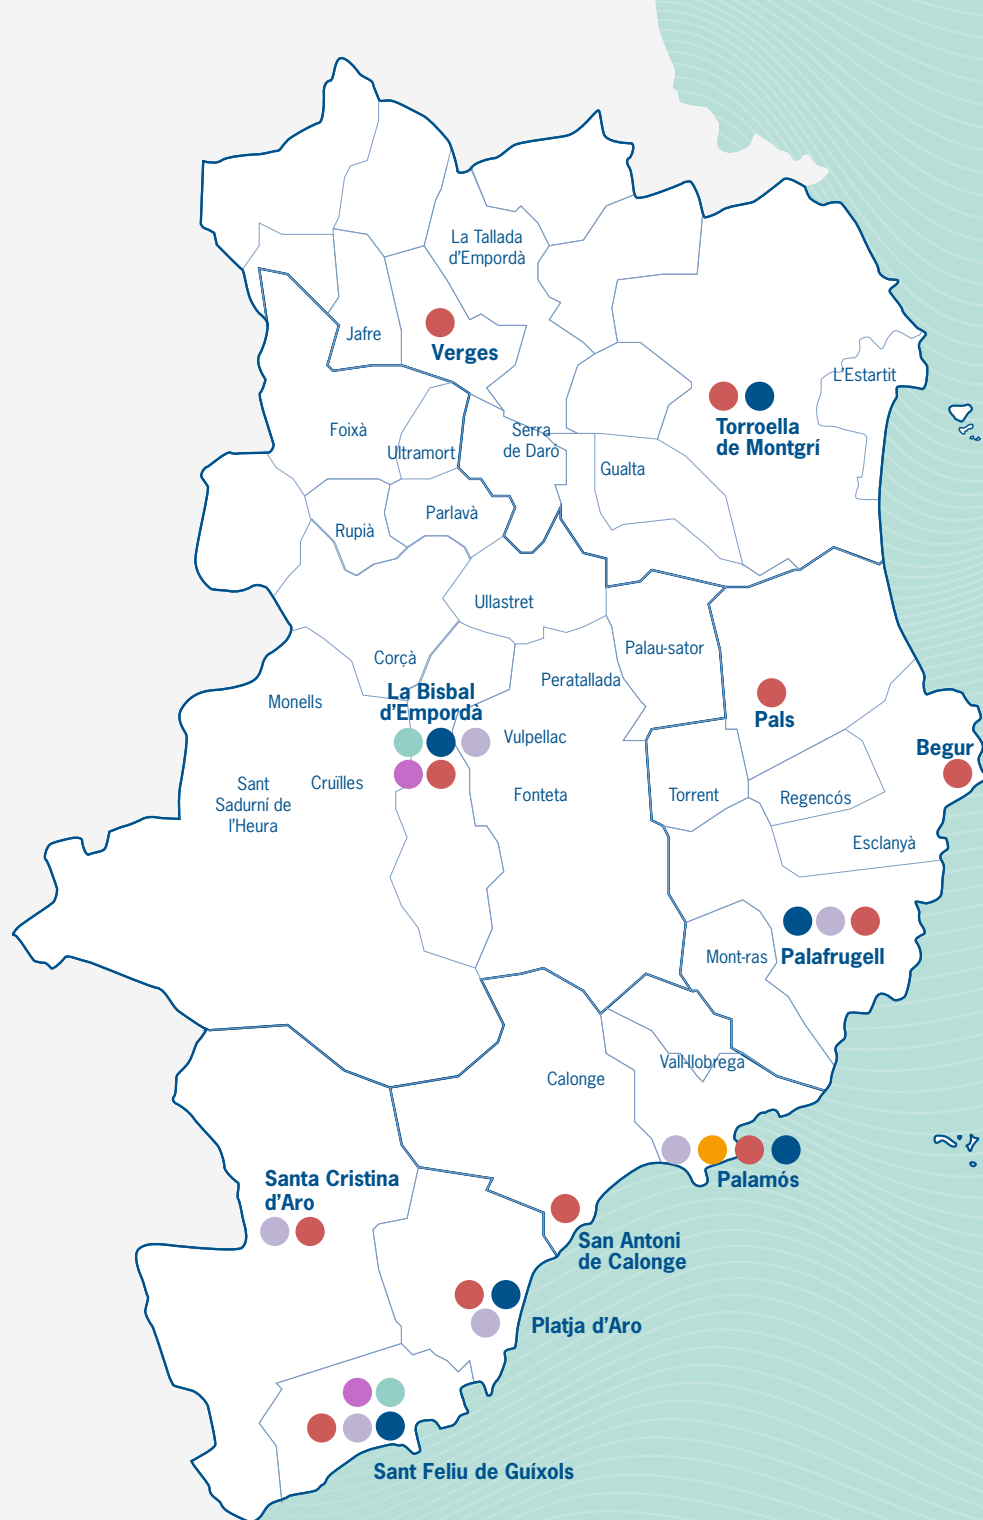 La Tallada
d'Empordà
Jafre
Verges
L'Estartit
Foixà
Ultramort
Serra
de Daró
Torroella
de Montgrí
Gualta
Rupià
Parlavà
Ullastret
Palau-sator
Corçà
Peratallada
Monells
La Bisbal
d'Empordà
Pals
Vulpellac
Begur
Sant
Sadurní de
l'Heura
Cruïlles
Fonteta
Torrent
Regencós
Esclanyà
Mont-ras
Palafrugell
Vall-llobrega
Calonge
Palamós
Santa Cristina
d'Aro
San Antoni
de Calonge
Platja d'Aro
Sant Feliu de Guíxols